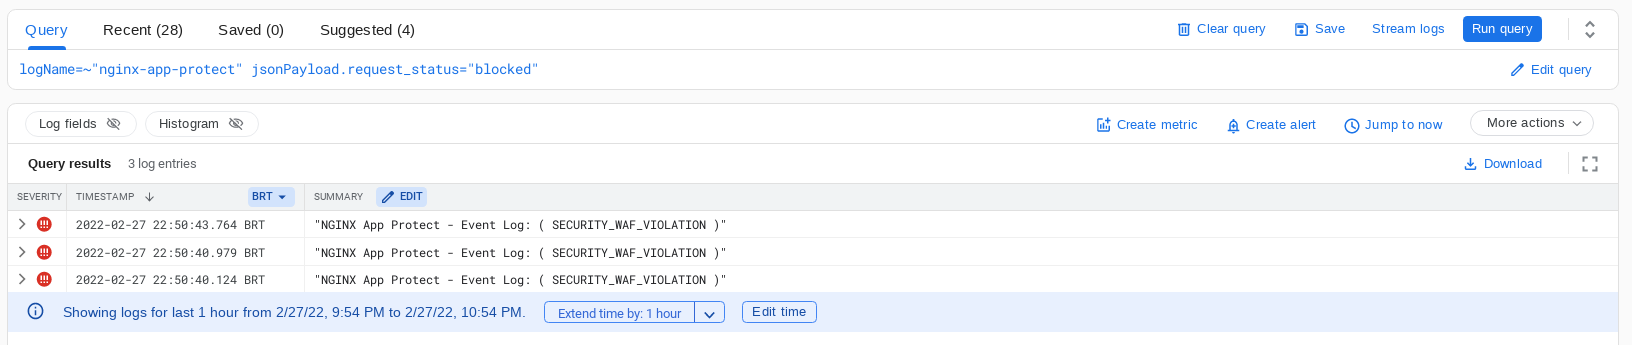 Query Recent (28) Saved (0) Suggested (4) Clear query Save Stream logs Run query
logName=~"nginx-app-protect" jsonPayload.request_status="blocked" Edit query
Log fields Histogram Create metric Create alert Jump to now More actions
Query results 3 log entries Download
SEVERITY TIMESTAMP BRT SUMMARY EDIT
2022-02-27 22:50:43.764 BRT "NGINX App Protect - Event Log: ( SECURITY_WAF_VIOLATION )"
2022-02-27 22:50:40.979 BRT "NGINX App Protect - Event Log: ( SECURITY_WAF_VIOLATION )"
2022-02-27 22:50:40.124 BRT "NGINX App Protect - Event Log: ( SECURITY_WAF_VIOLATION )"
Showing logs for last 1 hour from 2/27/22, 9:54 PM to 2/27/22, 10:54 PM. Extend time by: 1 hour Edit time